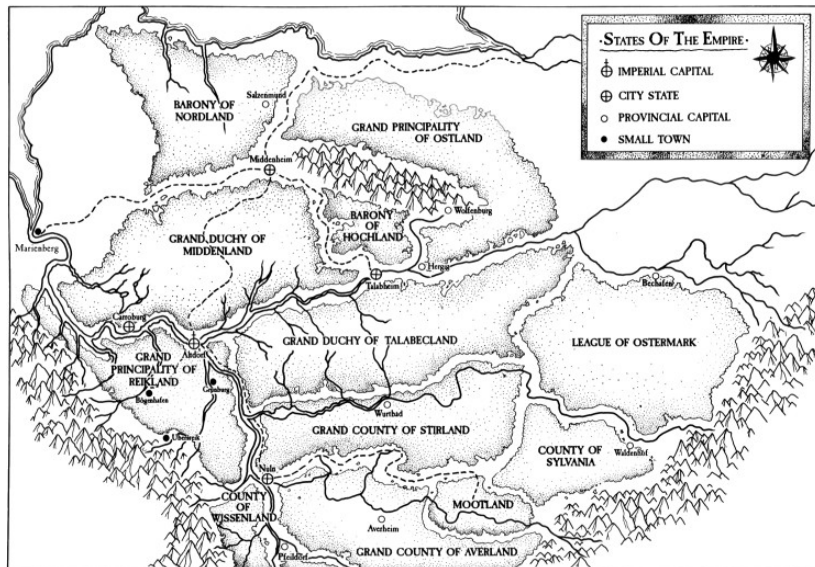 ·STATES OF THE EMPIRE·
IMPERIAL CAPITAL
CITY STATE
PROVINCIAL CAPITAL
SMALL TOWN
Salzenmund
BARONY OF
NORDLAND
GRAND PRINCIPALITY
OF OSTLAND
Middenheim
Wolfenburg
BARONY
OF
HOCHLAND
Marienberg
GRAND DUCHY OF
MIDDENLAND
Hergig
Talabheim
Bechafen
Carroburg
Altdorf
GRAND DUCHY OF TALABECLAND
LEAGUE OF OSTERMARK
GRAND
PRINCIPALITY OF
REIKLAND
Grünburg
Bögenhafen
Wurtbad
Ubersreik
GRAND COUNTY OF STIRLAND
COUNTY OF
SYLVANIA
Waldenhof
Nuln
COUNTY
OF
WISSENLAND
MOOTLAND
Averheim
Pfeildorf
GRAND COUNTY OF AVERLAND